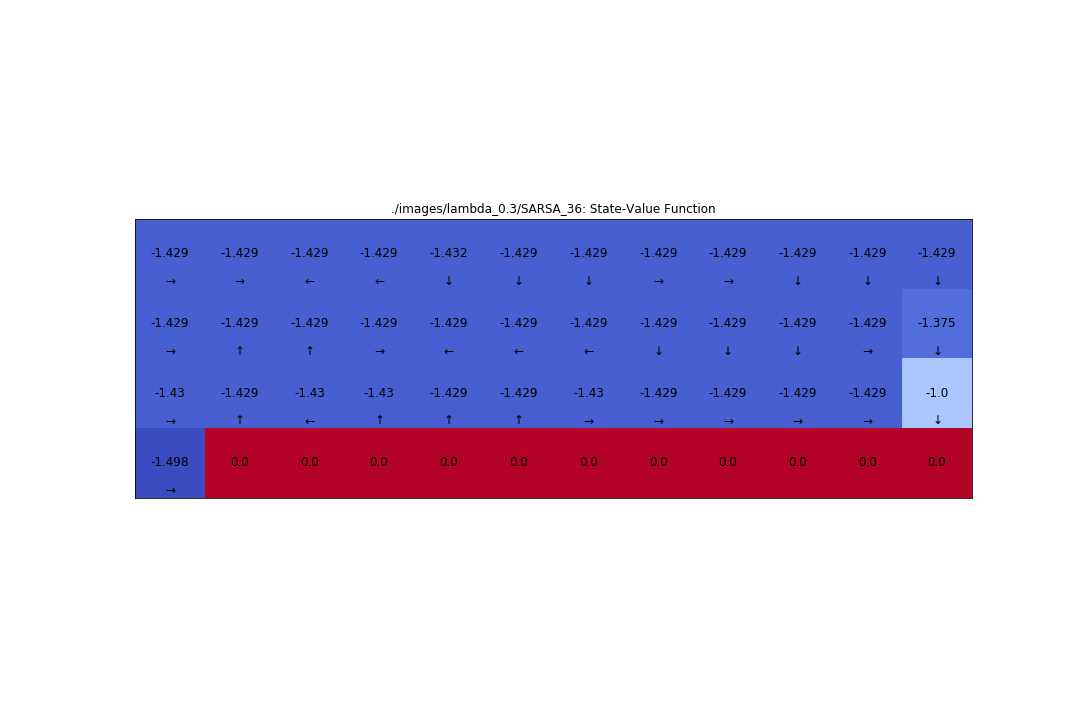 ./images/lambda_0.3/SARSA_36: State-Value Function
-1.429 -1.429 -1.429 -1.429 -1.432 -1.429 -1.429 -1.429 -1.429 -1.429 -1.429 -1.429
→ → ← ← ↓ ↓ ↓ → → ↓ ↓ ↓
-1.429 -1.429 -1.429 -1.429 -1.429 -1.429 -1.429 -1.429 -1.429 -1.429 -1.429 -1.375
→ ↑ ↑ → ← ← ← ↓ ↓ ↓ → ↓
-1.43 -1.429 -1.43 -1.43 -1.429 -1.429 -1.43 -1.429 -1.429 -1.429 -1.429 -1.0
→ ↑ ← ↑ ↑ ↑ → → → → → ↓
-1.498 0.0 0.0 0.0 0.0 0.0 0.0 0.0 0.0 0.0 0.0 0.0
→